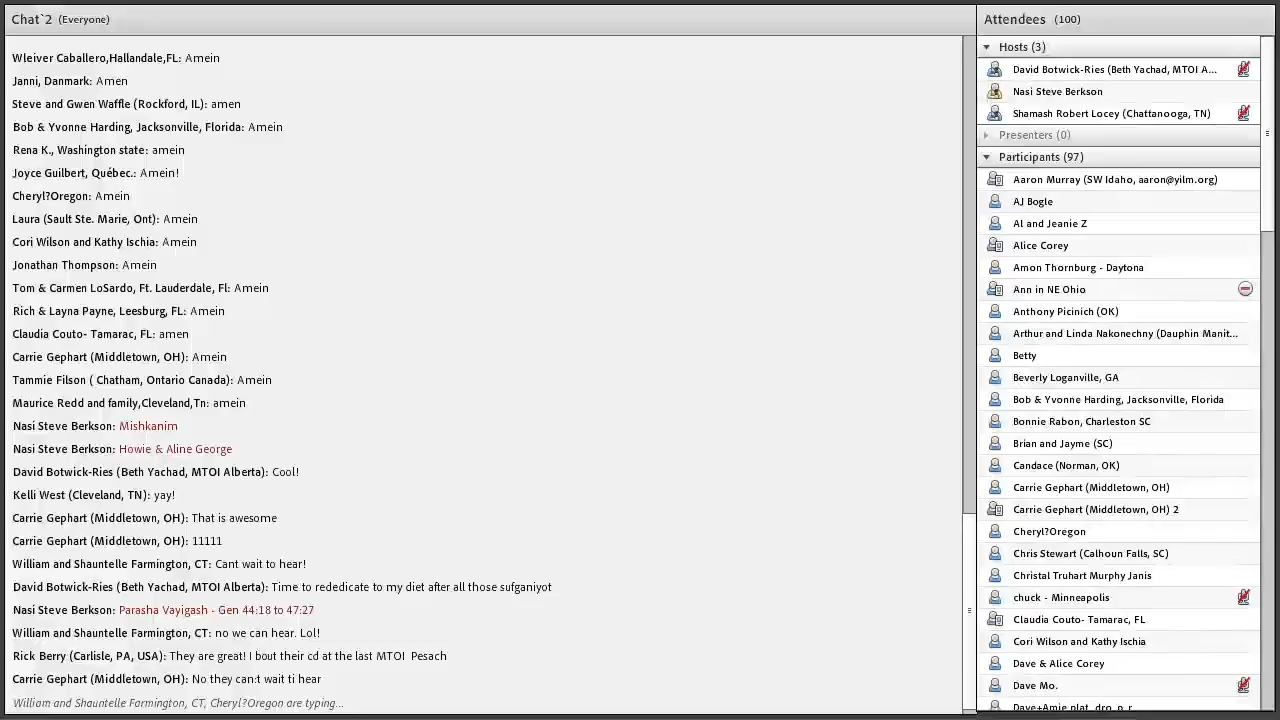 Chat`2 (Everyone)
Wleiver Caballero,Hallandale,FL: Amein
Janni, Danmark: Amen
Steve and Gwen Waffle (Rockford, IL): amen
Bob & Yvonne Harding, Jacksonville, Florida: Amein
Rena K., Washington state: amein
Joyce Guilbert, Québec.: Amein!
Cheryl?Oregon: Amein
Laura (Sault Ste. Marie, Ont): Amein
Cori Wilson and Kathy Ischia: Amein
Jonathan Thompson: Amein
Tom & Carmen LoSardo, Ft. Lauderdale, Fl: Amein
Rich & Layna Payne, Leesburg, FL: Amein
Claudia Couto- Tamarac, FL: amen
Carrie Gephart (Middletown, OH): Amein
Tammie Filson ( Chatham, Ontario Canada): Amein
Maurice Redd and family,Cleveland,Tn: amein
Nasi Steve Berkson: Mishkanim
Nasi Steve Berkson: Howie & Aline George
David Botwick-Ries (Beth Yachad, MTOI Alberta): Cool!
Kelli West (Cleveland, TN): yay!
Carrie Gephart (Middletown, OH): That is awesome
Carrie Gephart (Middletown, OH): 11111
William and Shauntelle Farmington, CT: Cant wait to hear!
David Botwick-Ries (Beth Yachad, MTOI Alberta): Time to rededicate to my diet after all those sufganiyot
Nasi Steve Berkson: Parasha Vayigash - Gen 44:18 to 47:27
William and Shauntelle Farmington, CT: no we can hear. Lol!
Rick Berry (Carlisle, PA, USA): They are great! I bout their cd at the last MTOI Pesach
Carrie Gephart (Middletown, OH): No they can:t wait ti hear
William and Shauntelle Farmington, CT, Cheryl?Oregon are typing...
Attendees (100)
Hosts (3)
David Botwick-Ries (Beth Yachad, MTOI A...
Nasi Steve Berkson
Shamash Robert Locey (Chattanooga, TN)
Presenters (0)
Participants (97)
Aaron Murray (SW Idaho, aaron@yilm.org)
AJ Bogle
Al and Jeanie Z
Alice Corey
Amon Thornburg - Daytona
Ann in NE Ohio
Anthony Picinich (OK)
Arthur and Linda Nakonechny (Dauphin Manit...
Betty
Beverly Loganville, GA
Bob & Yvonne Harding, Jacksonville, Florida
Bonnie Rabon, Charleston SC
Brian and Jayme (SC)
Candace (Norman, OK)
Carrie Gephart (Middletown, OH)
Carrie Gephart (Middletown, OH) 2
Cheryl?Oregon
Chris Stewart (Calhoun Falls, SC)
Christal Truhart Murphy Janis
chuck - Minneapolis
Claudia Couto- Tamarac, FL
Cori Wilson and Kathy Ischia
Dave & Alice Corey
Dave Mo.